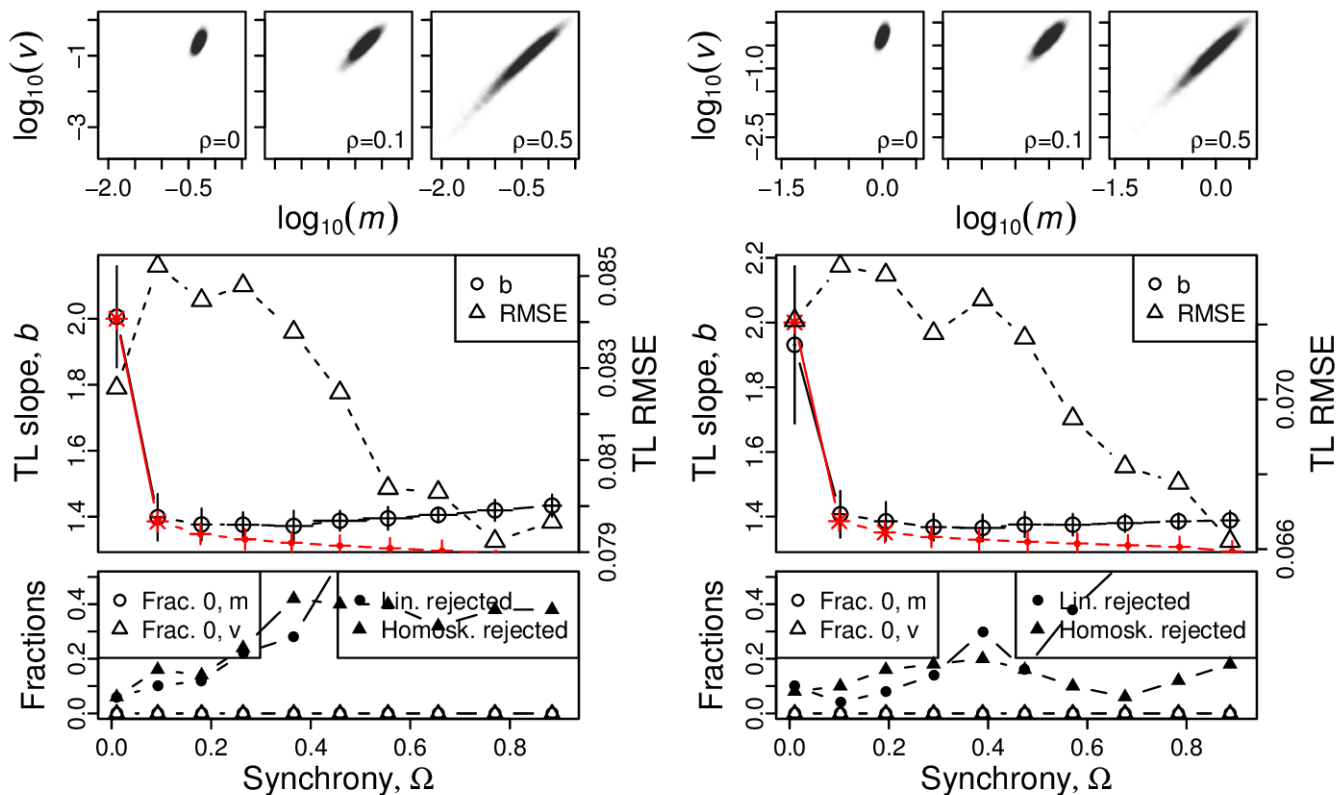 log10(v)
−1
−3
ρ=0
ρ=0.1
ρ=0.5
−2.0 −0.5 −2.0 −0.5
log10(m)
TL slope, b
2.0
1.8
1.6
1.4
b
RMSE
0.085
0.083
0.081
0.079
TL RMSE
Fractions
0.4
0.2
0.0
Frac. 0, m
Frac. 0, v
Lin. rejected
Homosk. rejected
0.0 0.2 0.4 0.6 0.8
Synchrony, Ω
log10(v)
−1.0
−2.5
ρ=0
ρ=0.1
ρ=0.5
−1.5 0.0 −1.5 0.0
log10(m)
TL slope, b
2.2
2.0
1.8
1.6
1.4
b
RMSE
0.070
0.066
TL RMSE
Fractions
0.4
0.2
0.0
Frac. 0, m
Frac. 0, v
Lin. rejected
Homosk. rejected
0.0 0.2 0.4 0.6 0.8
Synchrony, Ω